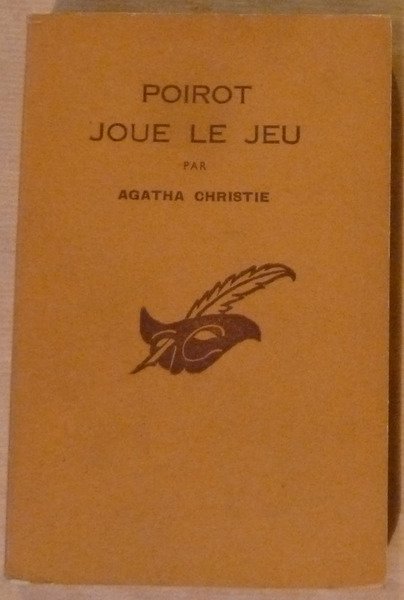 POIROT
JOUE LE JEU
PAR
AGATHA CHRISTIE